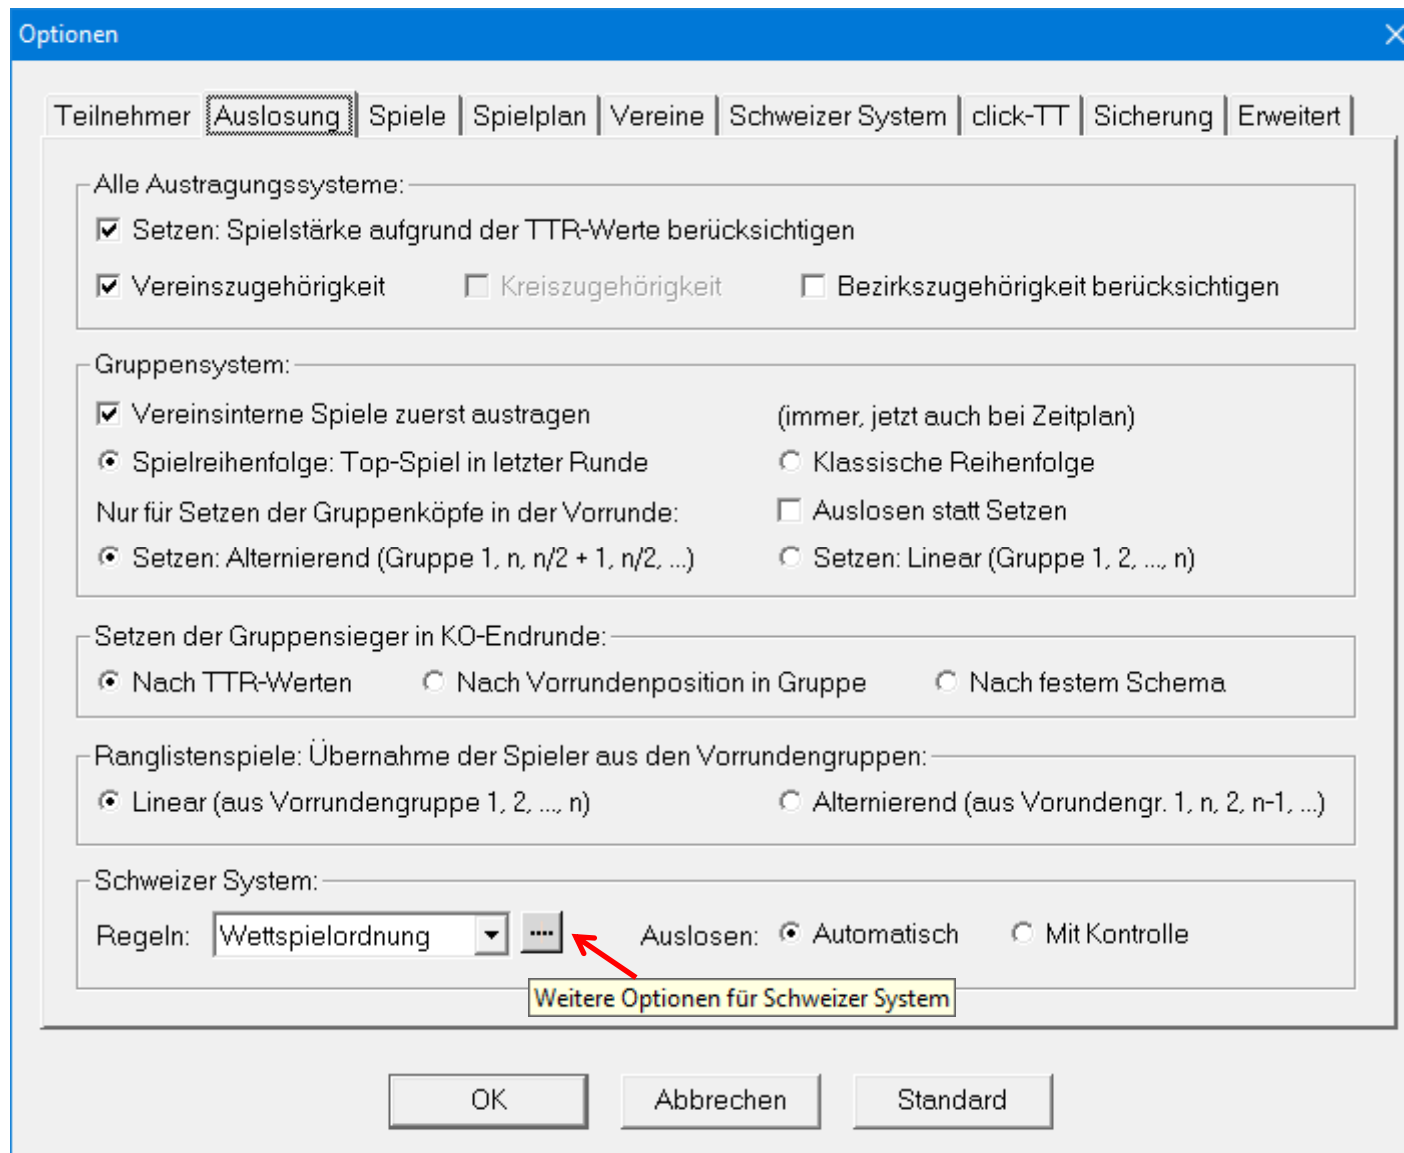 Optionen
Teilnehmer Auslosung Spiele Spielplan Vereine Schweizer System click-TT Sicherung Erweitert
Alle Austragungssysteme:
Setzen: Spielstärke aufgrund der TTR-Werte berücksichtigen
Vereinszugehörigkeit Kreiszugehörigkeit Bezirkszugehörigkeit berücksichtigen
Gruppensystem:
Vereinsinterne Spiele zuerst austragen (immer, jetzt auch bei Zeitplan)
Spielreihenfolge: Top-Spiel in letzter Runde Klassische Reihenfolge
Nur für Setzen der Gruppenköpfe in der Vorrunde: Auslosen statt Setzen
Setzen: Alternierend (Gruppe 1, n, n/2 + 1, n/2, ...) Setzen: Linear (Gruppe 1, 2, ..., n)
Setzen der Gruppensieger in KO-Endrunde:
Nach TTR-Werten Nach Vorrundenposition in Gruppe Nach festem Schema
Ranglistenspiele: Übernahme der Spieler aus den Vorrundengruppen:
Linear (aus Vorrundengruppe 1, 2, ..., n) Alternierend (aus Vorundengr. 1, n, 2, n-1, ...)
Schweizer System:
Regeln: Wettspielordnung .... Auslosen: Automatisch Mit Kontrolle
Weitere Optionen für Schweizer System
OK Abbrechen Standard